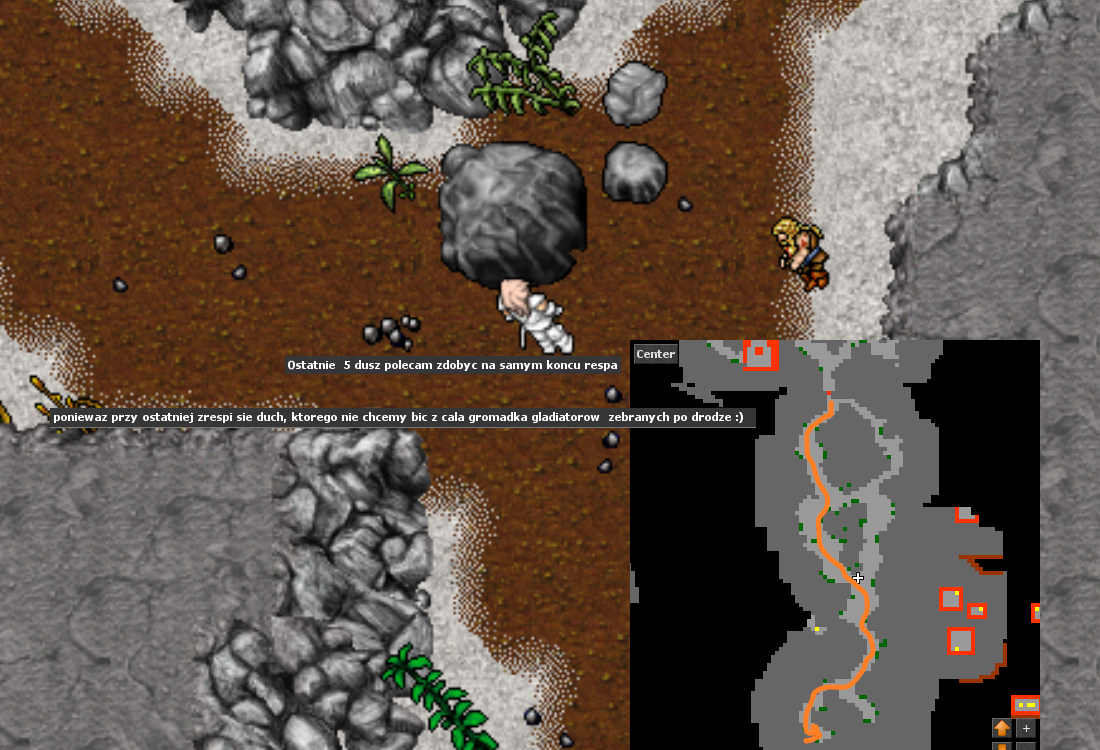 Center
Ostatnie 5 dusz polecam zdobyc na samym koncu respa
poniewaz przy ostatniej zrespi sie duch, ktorego nie chcemy bic z cala gromadka gladiatorow zebranych po drodze :)
+